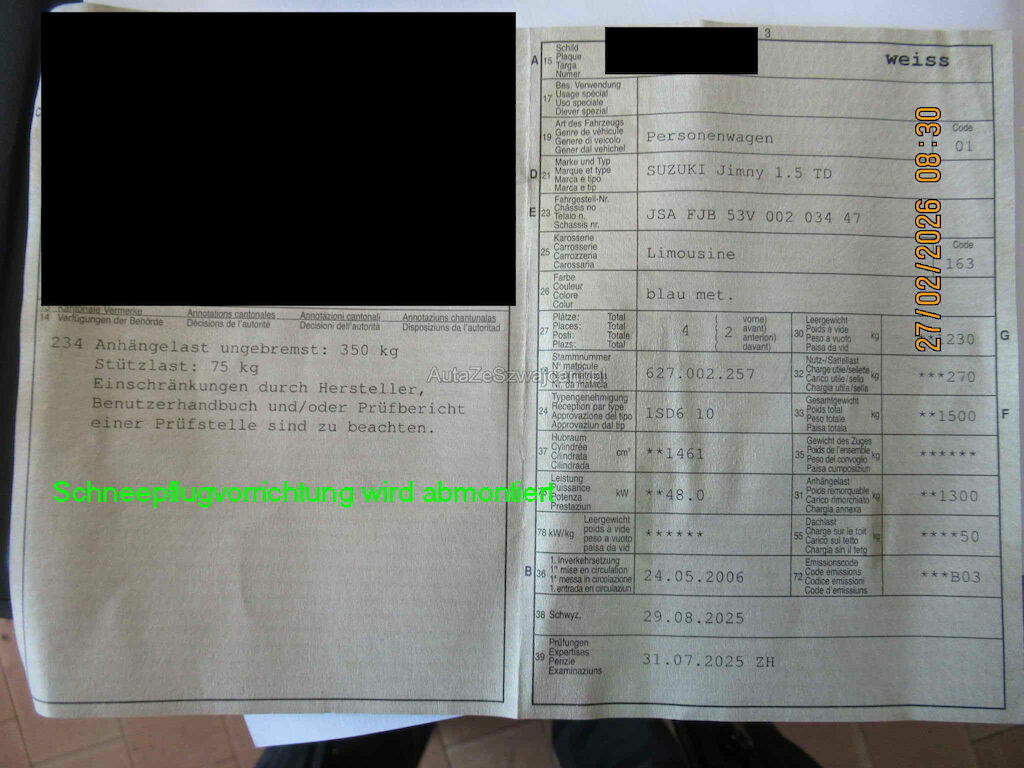 3
A 15 Schild
Plaque
Targa
Numer
weiss
17 Bes. Verwendung
Usage spécial
Uso speciale
Diever spezial
19 Art des Fahrzeugs
Genre de véhicule
Genere di veicolo
Gener dal vehichel
Personenwagen
Code
01
D 21 Marke und Typ
Marque et type
Marca e tipo
Marca e tip
SUZUKI Jimny 1.5 TD
E 23 Fahrgestell-Nr.
Châssis no
Telaio n.
Schassis nr.
JSA FJB 53V 002 034 47
25 Karosserie
Carrosserie
Carrozzeria
Carossaria
Limousine
Code
163
26 Farbe
Couleur
Colore
Colur
blau met.
27 Plätze: Total
Places: Total
Posti: Totale
Plazs: Total
4
2
vorne)
avant)
anteriori)
davant)
30 Leergewicht
Poids à vide
Peso a vuoto
Paisa da vid
kg
230
G
Stammnummer
N° matricule
627.002.257
32 Nutz-/Sattellast
Charge utile/sellette
Carico utile/sella
Chargia utila/sella
kg
***270
24 Typengenehmigung
Réception par type
Approvazione del tipo
Approvaziun dal tip
1SD6 10
33 Gesamtgewicht
Poids total
Peso totale
Paisa totala
kg
**1500
F
37 Hubraum
Cylindrée
Cilindrata
Cilindrada
cm³
**1461
35 Gewicht des Zuges
Poids de l'ensemble
Peso del convoglio
Paisa cumposiziun
kg
******
Leistung
Puissance
Potenza
Prestaziun
kW
**48.0
31 Anhängelast
Poids remorquable
Carico rimorchiato
Chargia annexa
kg
**1300
78 kW/kg
Leergewicht
poids à vide
peso a vuoto
paisa da vid
******
55 Dachlast
Charge sur le toit
Carico sul tetto
Chargia sin il tetg
kg
****50
B 36 1. Inverkehrsetzung
1re mise en circulation
1a messa in circolazione
1. entrada en circulaziun
24.05.2006
72 Emissionscode
Code émissions
Codice emissioni
Code d'emissiuns
***B03
38 Schwyz,
29.08.2025
39 Prüfungen
Expertises
Perizie
Examinaziuns
31.07.2025 ZH
13 Kantonale Vermerke
14 Verfügungen der Behörde
Annotations cantonales
Décisions de l'autorité
Annotazioni cantonali
Decisioni dell'autorità
Annotaziuns chantunalas
Disposiziuns da l'autoritad
234 Anhängelast ungebremst: 350 kg
Stützlast: 75 kg
Einschränkungen durch Hersteller,
Benutzerhandbuch und/oder Prüfbericht
einer Prüfstelle sind zu beachten.
Schneepflugvorrichtung wird abmontiert
27/02/2026 08:30